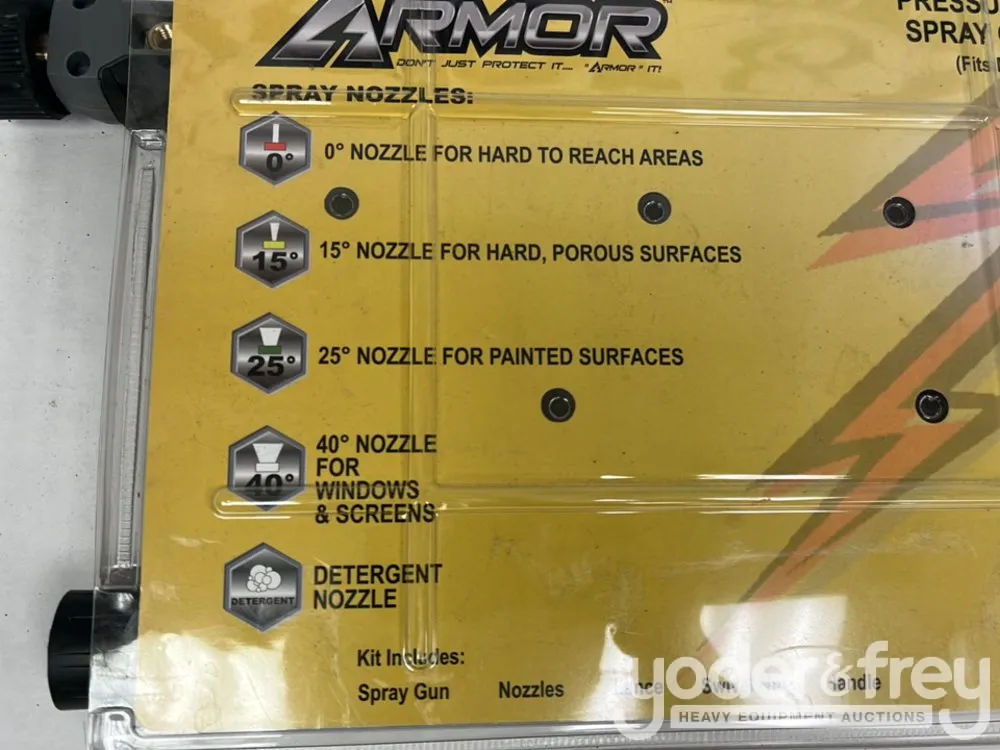 ARMOR
DON'T JUST PROTECT IT.... "ARMOR" IT!
SPRAY
(Fits
SPRAY NOZZLES:
0°
0° NOZZLE FOR HARD TO REACH AREAS
15°
15° NOZZLE FOR HARD, POROUS SURFACES
25°
25° NOZZLE FOR PAINTED SURFACES
40°
40° NOZZLE
FOR
WINDOWS
& SCREENS
DETERGENT
DETERGENT
NOZZLE
Kit Includes:
Spray Gun Nozzles Lance Handle
yoder&frey
HEAVY EQUIPMENT AUCTIONS